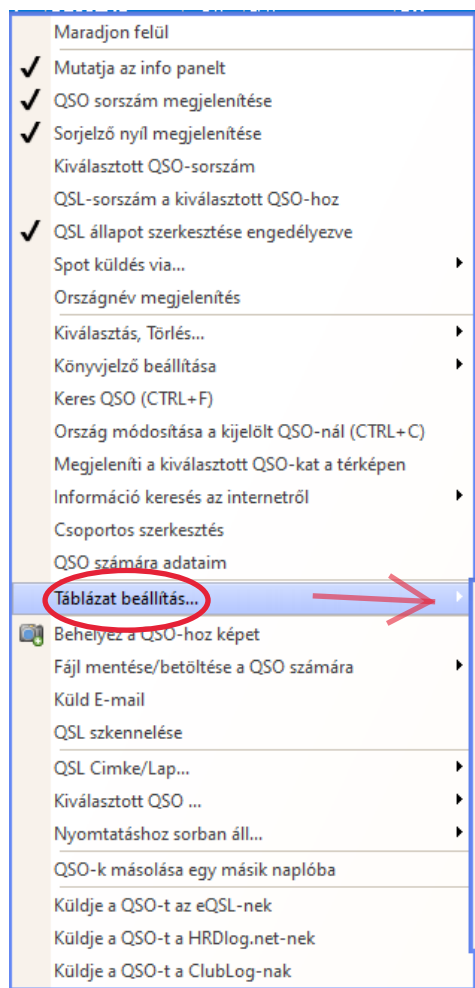 Maradjon felül
Mutatja az info panelt
QSO sorszám megjelenítése
Sorjelző nyíl megjelenítése
Kiválasztott QSO-sorszám
QSL-sorszám a kiválasztott QSO-hoz
QSL állapot szerkesztése engedélyezve
Spot küldés via...
Országnév megjelenítés
Kiválasztás, Törlés...
Könyvjelző beállítása
Keres QSO (CTRL+F)
Ország módosítása a kijelölt QSO-nál (CTRL+C)
Megjeleníti a kiválasztott QSO-kat a térképen
Információ keresés az internetről
Csoportos szerkesztés
QSO számára adataim
Táblázat beállítás...
Behelyez a QSO-hoz képet
Fájl mentése/betöltése a QSO számára
Küld E-mail
QSL szkennelése
QSL Cimke/Lap...
Kiválasztott QSO ...
Nyomtatáshoz sorban áll...
QSO-k másolása egy másik naplóba
Küldje a QSO-t az eQSL-nek
Küldje a QSO-t a HRDlog.net-nek
Küldje a QSO-t a ClubLog-nak